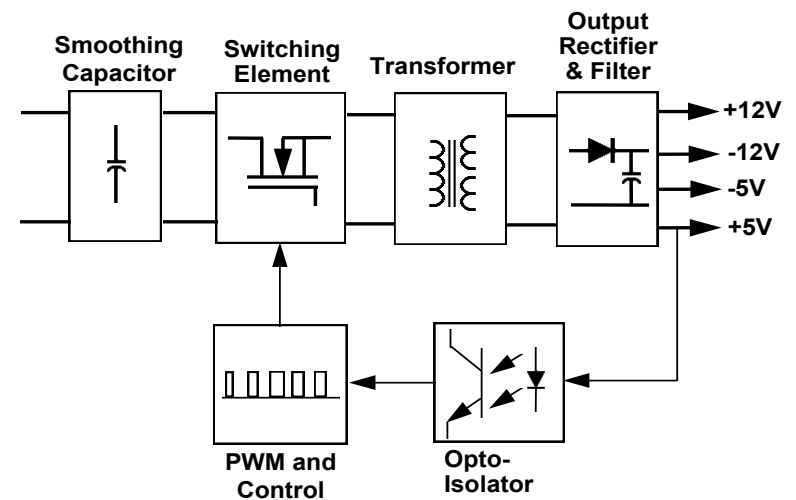 Smoothing
Capacitor
Switching
Element
Transformer
Output
Rectifier
& Filter
+12V
-12V
-5V
+5V
PWM and
Control
Opto-
Isolator